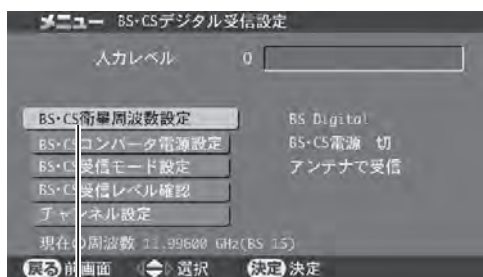 メニュー BS・CSデジタル受信設定
入力レベル 0
BS・CS衛星周波数設定 BS Digital
BS・CSコンバータ電源設定 BS・CS電源 切
BS・CS受信モード設定 アンテナで受信
BS・CS受信レベル確認
チャンネル設定
現在の周波数 11.99600 GHz(BS 15)
戻る 前画面 選択 決定 決定